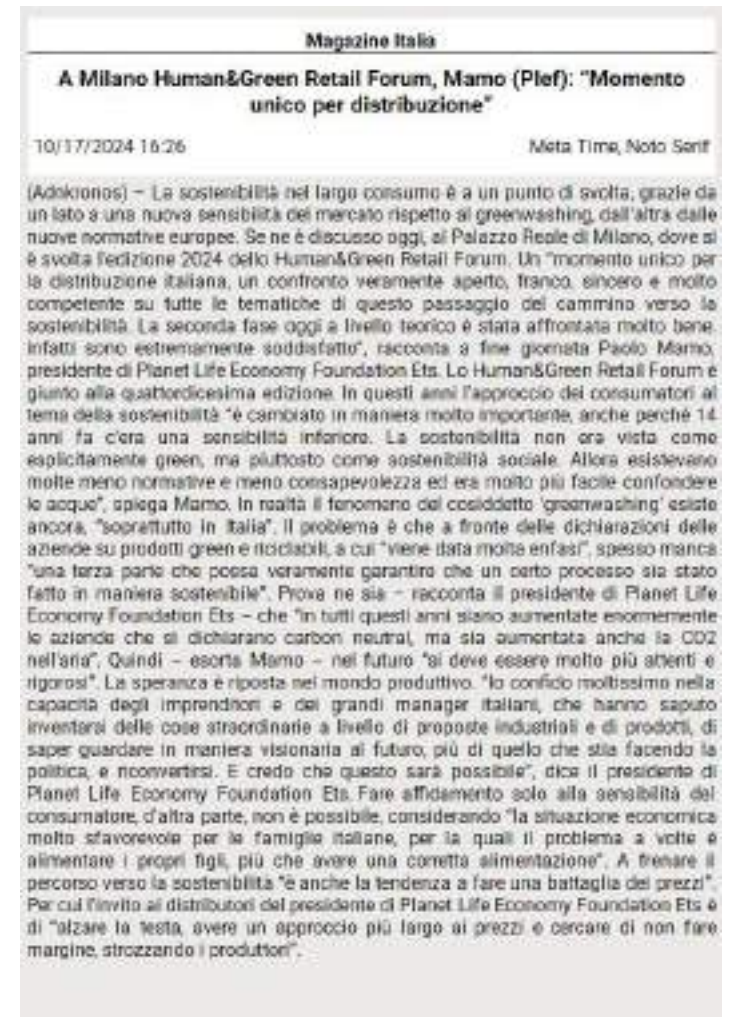 Magazine Italia
A Milano Human&Green Retail Forum, Mamo (Plef): “Momento
unico per distribuzione”
10/17/2024 16:26 Meta Time, Noto Serif
(Adnkronos) – La sostenibilità nel largo consumo è a un punto di svolta, grazie da
un lato a una nuova sensibilità del mercato rispetto al greenwashing, dall'altra dalle
nuove normative europee. Se ne è discusso oggi, al Palazzo Reale di Milano, dove si
è svolta l'edizione 2024 dello Human&Green Retail Forum. Un “momento unico per
la distribuzione italiana, un confronto veramente aperto, franco, sincero e molto
competente su tutte le tematiche di questo passaggio del cammino verso la
sostenibilità. La seconda fase oggi a livello teorico è stata affrontata molto bene.
Infatti sono estremamente soddisfatto”, racconta a fine giornata Paolo Mamo,
presidente di Planet Life Economy Foundation Ets. Lo Human&Green Retail Forum è
giunto alla quattordicesima edizione. In questi anni l'approccio dei consumatori al
tema della sostenibilità “è cambiato in maniera molto importante, anche perché 14
anni fa c'era una sensibilità inferiore. La sostenibilità non era vista come
esplicitamente green, ma piuttosto come sostenibilità sociale. Allora esistevano
molte meno normative e meno consapevolezza ed era molto più facile confondere
le acque”, spiega Mamo. In realtà il fenomeno del cosiddetto 'greenwashing' esiste
ancora, “soprattutto in Italia”. Il problema è che a fronte delle dichiarazioni delle
aziende su prodotti green e riciclabili, a cui “viene data molta enfasi”, spesso manca
“una terza parte che possa veramente garantire che un certo processo sia stato
fatto in maniera sostenibile”. Prova ne sia – racconta il presidente di Planet Life
Economy Foundation Ets – che “in tutti questi anni siano aumentate enormemente
le aziende che si dichiarano carbon neutral, ma sia aumentata anche la CO2
nell'aria”. Quindi – esorta Mamo – nel futuro “si deve essere molto più attenti e
rigorosi”. La speranza è riposta nel mondo produttivo. “Io confido moltissimo nella
capacità degli imprenditori e dei grandi manager italiani, che hanno saputo
inventarsi delle cose straordinarie a livello di proposte industriali e di prodotti, di
saper guardare in maniera visionaria al futuro, più di quello che stia facendo la
politica, e riconvertirsi. E credo che questo sarà possibile”, dice il presidente di
Planet Life Economy Foundation Ets. Fare affidamento solo alla sensibilità del
consumatore, d'altra parte, non è possibile, considerando “la situazione economica
molto sfavorevole per le famiglie italiane, per la quali il problema a volte è
alimentare i propri figli, più che avere una corretta alimentazione”. A frenare il
percorso verso la sostenibilità “è anche la tendenza a fare una battaglia dei prezzi”.
Per cui l'invito ai distributori del presidente di Planet Life Economy Foundation Ets è
di “alzare la testa, avere un approccio più largo ai prezzi e cercare di non fare
margine, strozzando i produttori”.